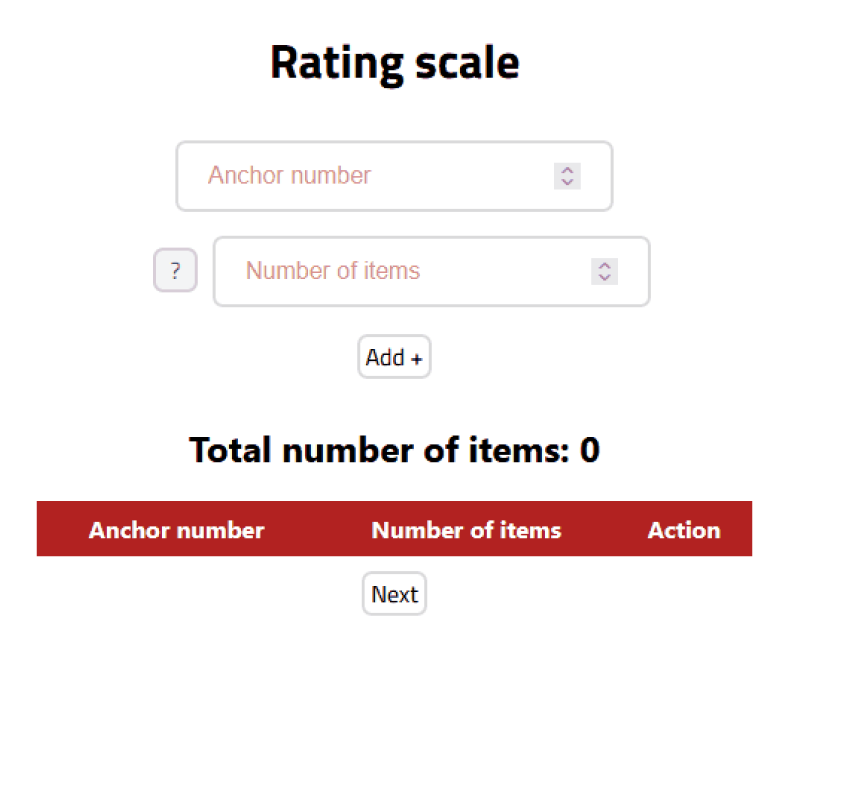 Rating scale
Anchor number
? Number of items
Add +
Total number of items: 0
Anchor number Number of items Action
Next